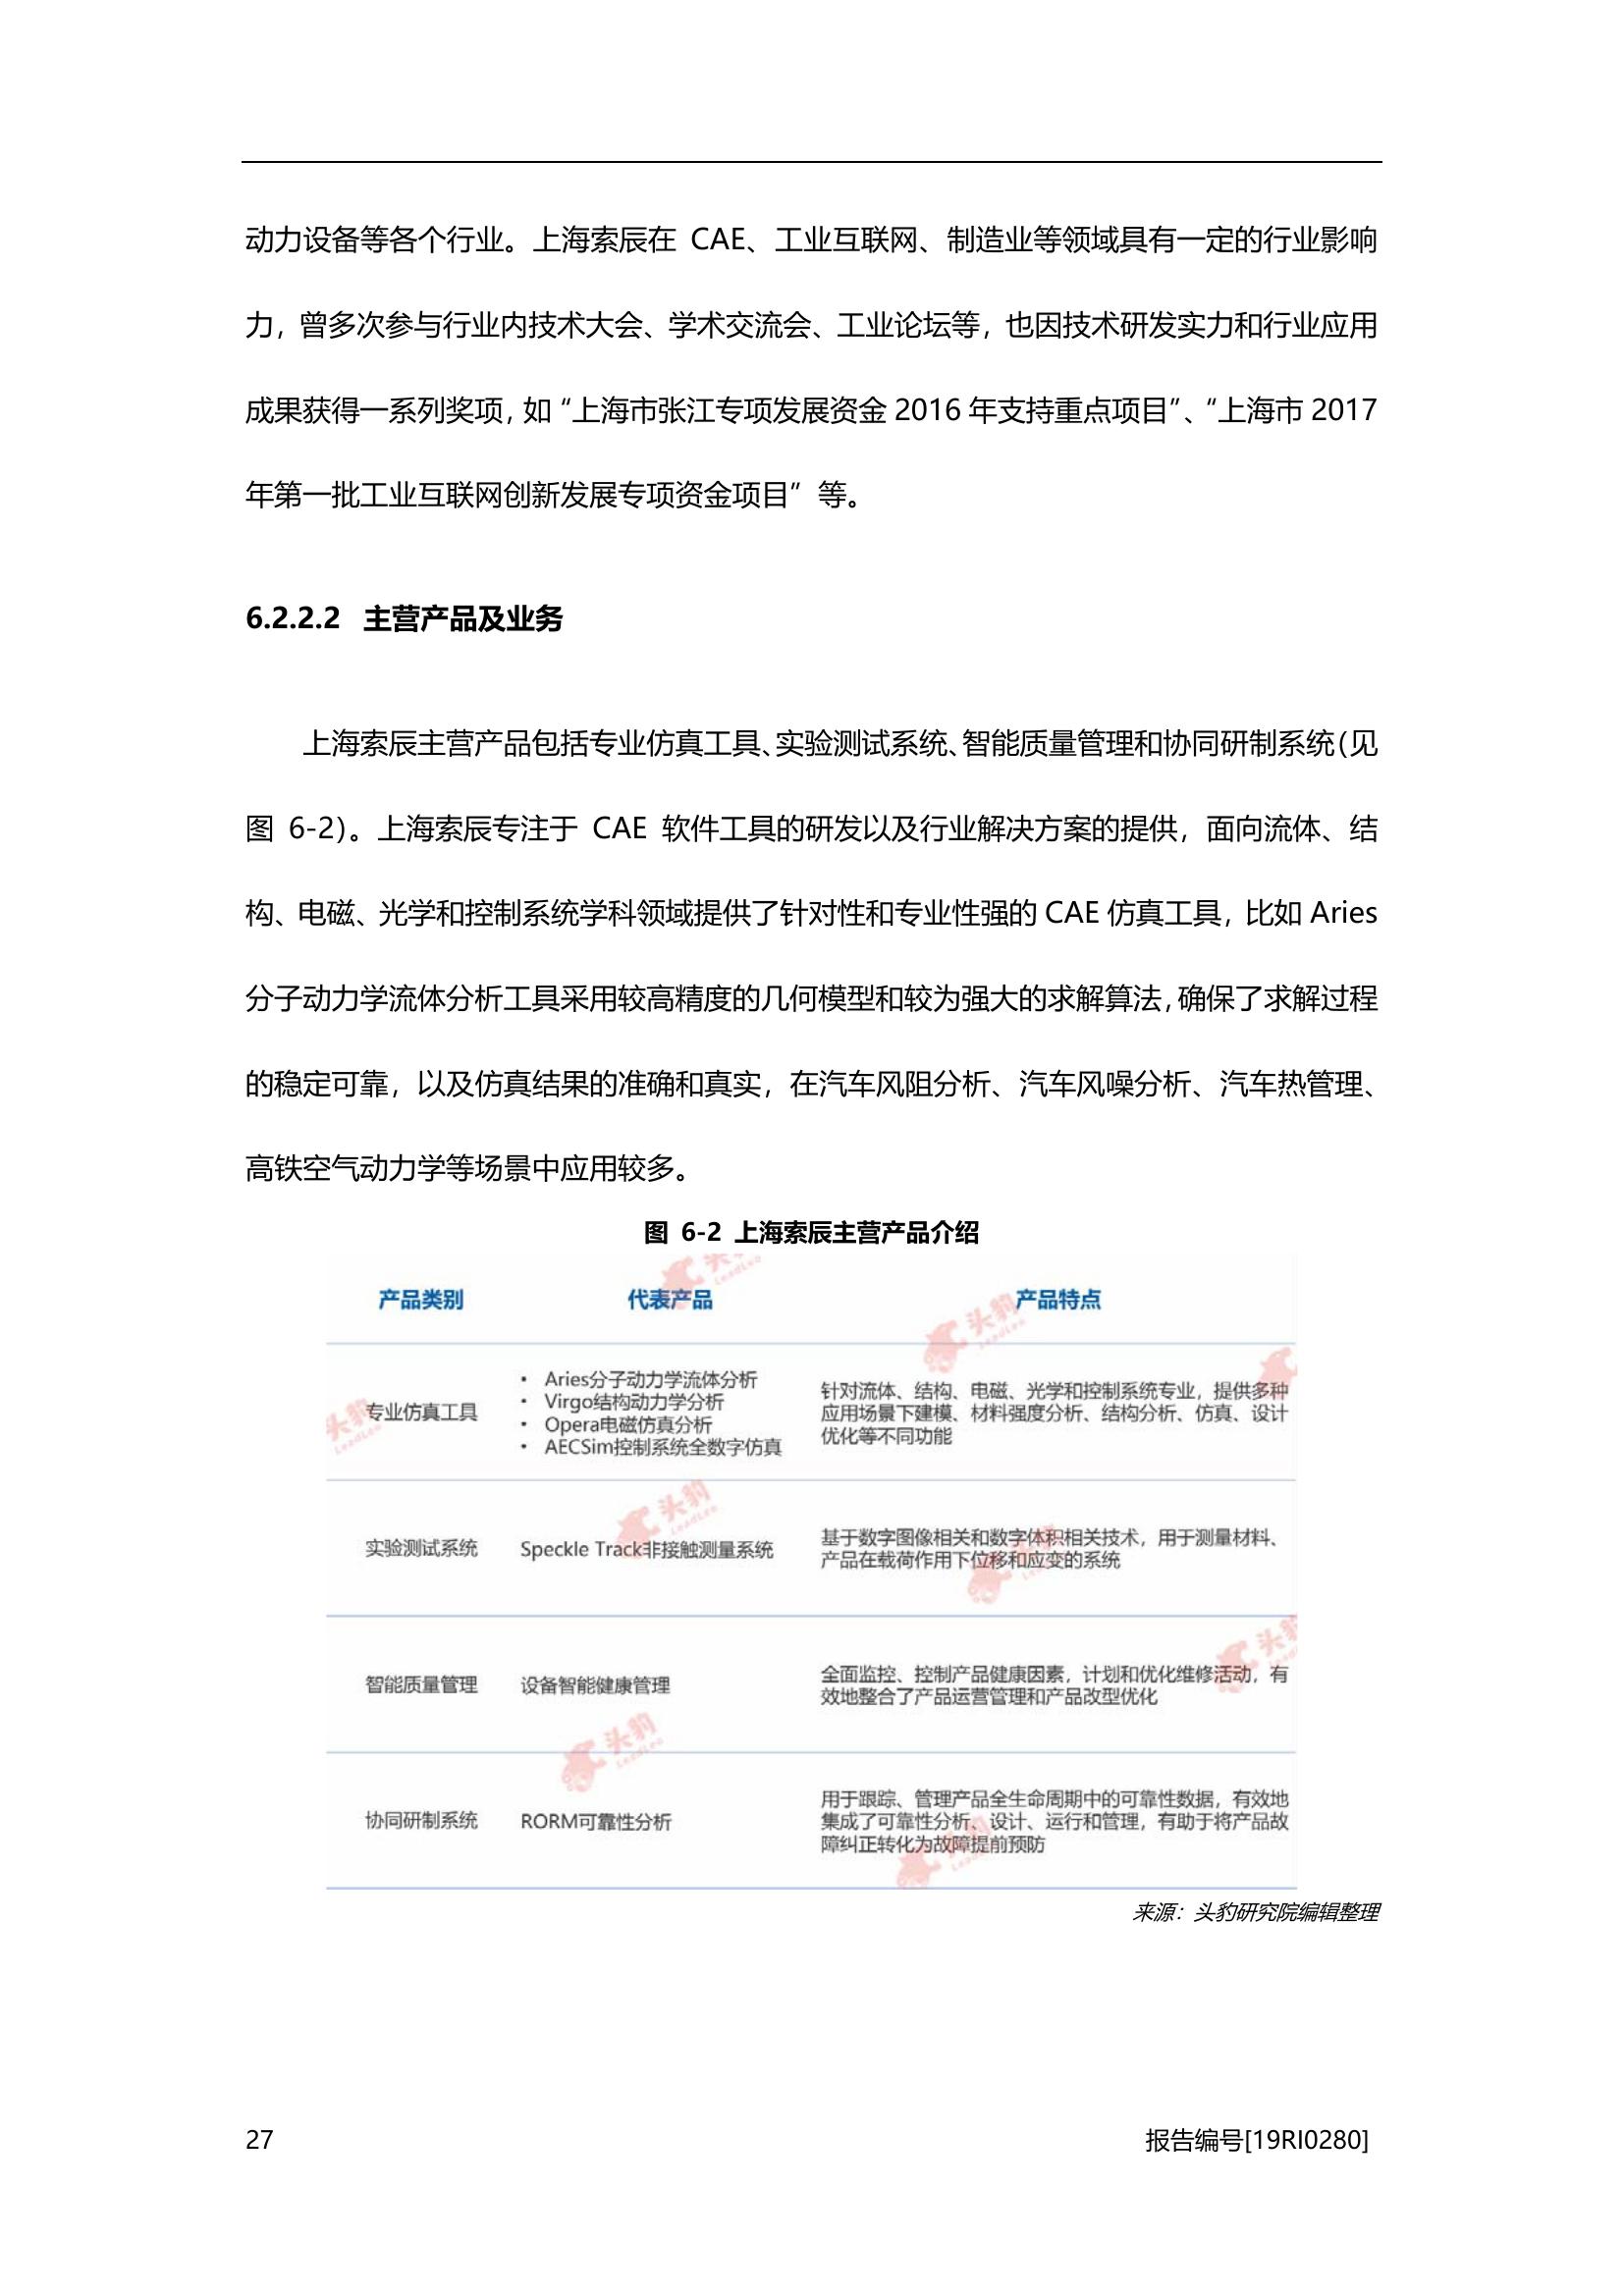 动力设备等各个行业。上海索辰在 CAE、工业互联网、制造业等领域具有一定的行业影响
力，曾多次参与行业内技术大会、学术交流会、工业论坛等，也因技术研发实力和行业应用
成果获得一系列奖项，如“上海市张江专项发展资金 2016 年支持重点项目”、“上海市 2017
年第一批工业互联网创新发展专项资金项目”等。
6.2.2.2 主营产品及业务
上海索辰主营产品包括专业仿真工具、实验测试系统、智能质量管理和协同研制系统（见
图 6-2）。上海索辰专注于 CAE 软件工具的研发以及行业解决方案的提供，面向流体、结
构、电磁、光学和控制系统学科领域提供了针对性和专业性强的 CAE 仿真工具，比如 Aries
分子动力学流体分析工具采用较高精度的几何模型和较为强大的求解算法，确保了求解过程
的稳定可靠，以及仿真结果的准确和真实，在汽车风阻分析、汽车风噪分析、汽车热管理、
高铁空气动力学等场景中应用较多。
图 6-2 上海索辰主营产品介绍
产品类别 代表产品 产品特点
专业仿真工具
• Aries分子动力学流体分析
• Virgo结构动力学分析
• Opera电磁仿真分析
• AECSim控制系统全数字仿真
针对流体、结构、电磁、光学和控制系统专业，提供多种
应用场景下建模、材料强度分析、结构分析、仿真、设计
优化等不同功能
实验测试系统
Speckle Track非接触测量系统
基于数字图像相关和数字体积相关技术，用于测量材料、
产品在载荷作用下位移和应变的系统
智能质量管理
设备智能健康管理
全面监控、控制产品健康因素，计划和优化维修活动，有
效地整合了产品运营管理和产品改型优化
协同研制系统
RORM可靠性分析
用于跟踪、管理产品全生命周期中的可靠性数据，有效地
集成了可靠性分析、设计、运行和管理，有助于将产品故
障纠正转化为故障提前预防
头豹
LeadLeo
来源：头豹研究院编辑整理
27 报告编号[19RI0280]